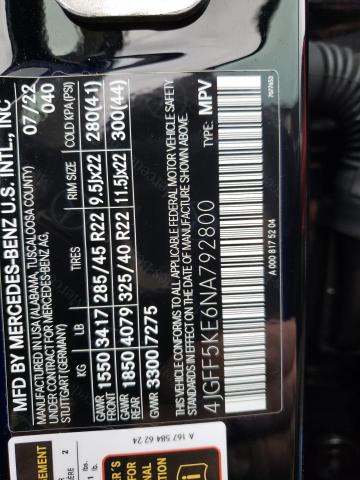 MFD BY MERCEDES-BENZ U.S. INTL., INC
MANUFACTURED IN USA (ALABAMA, TUSCALOOSA COUNTY) 07/22
UNDER CONTRACT FOR MERCEDES-BENZ AG, 040
STUTTGART (GERMANY)
KG LB TIRES RIM SIZE COLD KPA (PSI)
GAWR FRONT 1550 3417 285/45 R22 9.5Jx22 280(41)
GAWR REAR 1850 4079 325/40 R22 11.5Jx22 300(44)
GVWR 3300 7275
THIS VEHICLE CONFORMS TO ALL APPLICABLE FEDERAL MOTOR VEHICLE SAFETY
STANDARDS IN EFFECT ON THE DATE OF MANUFACTURE SHOWN ABOVE.
4JGFF5KE6NA792800 TYPE: MPV
A 000 817 52 04
7077653
A 167 584 62 24
2
lbs.
lb.